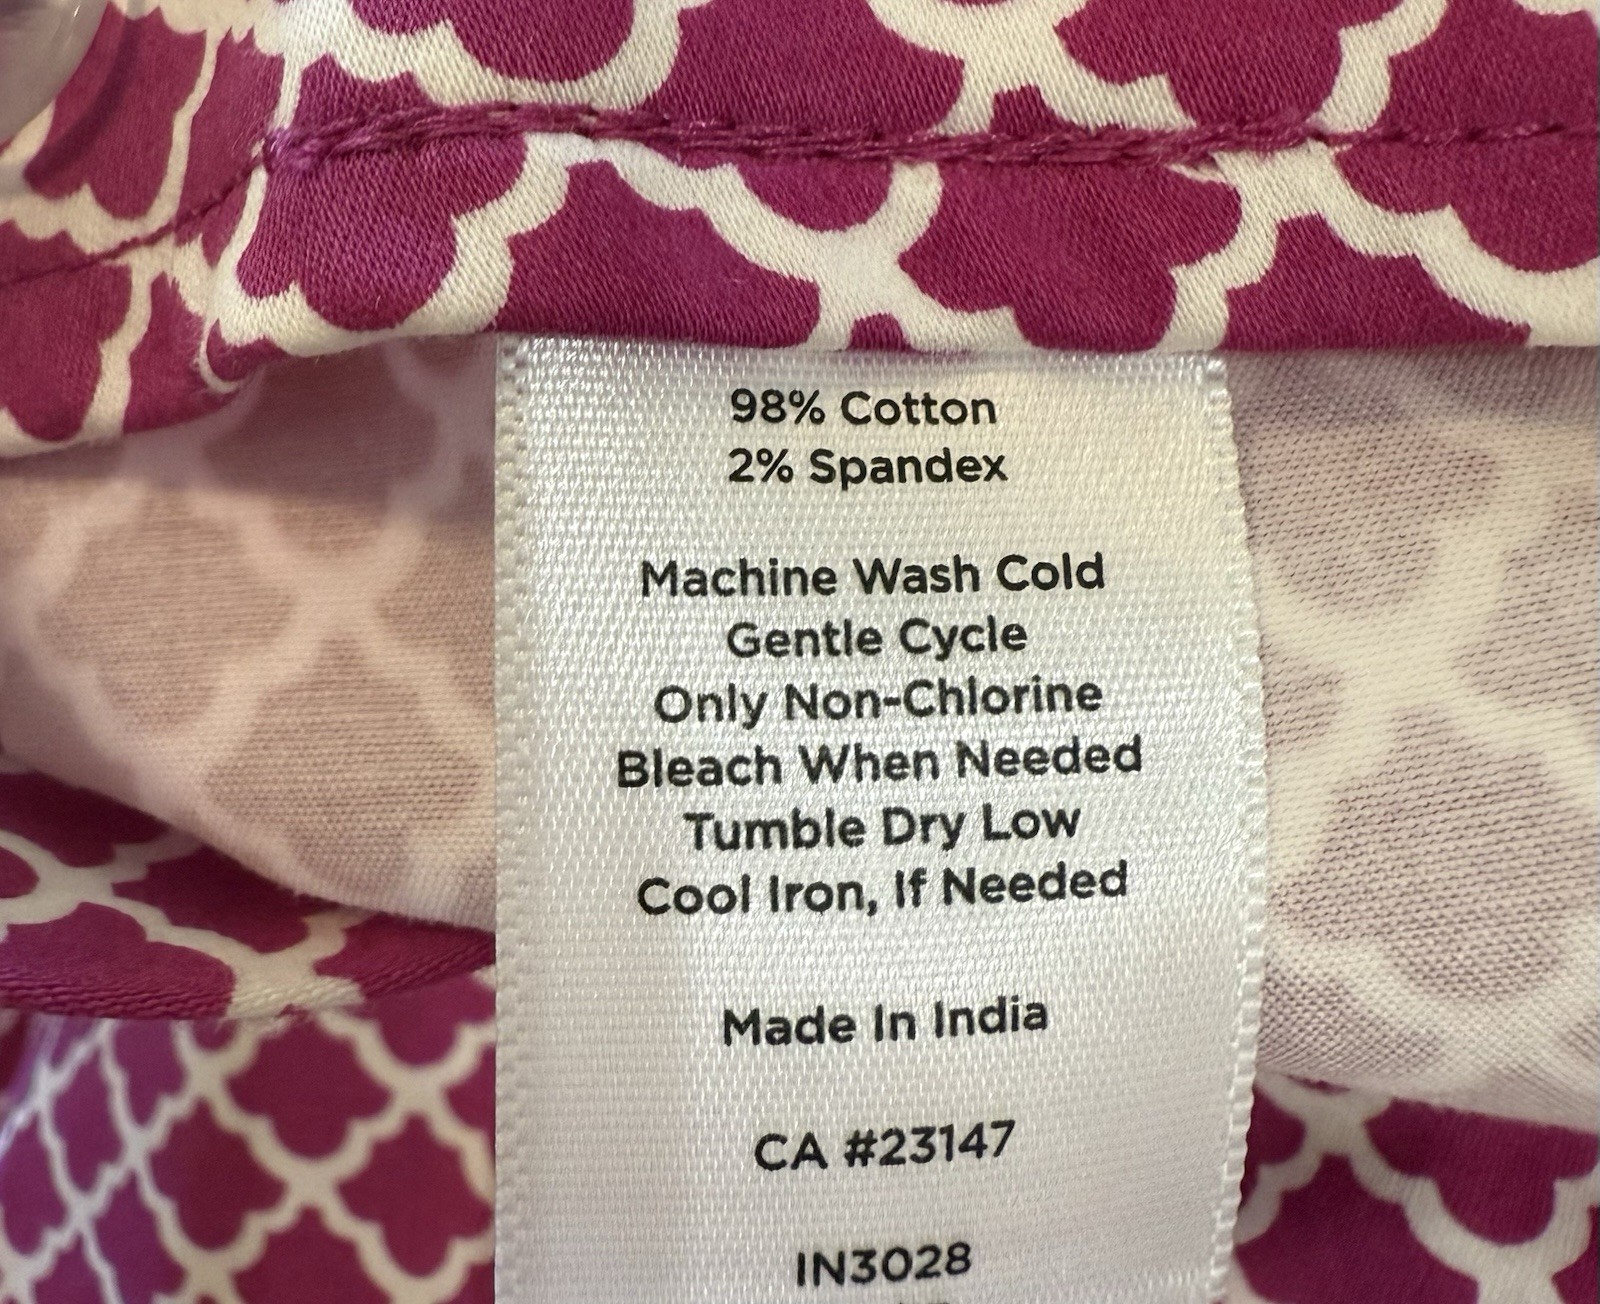 98% Cotton
2% Spandex
Machine Wash Cold
Gentle Cycle
Only Non-Chlorine
Bleach When Needed
Tumble Dry Low
Cool Iron, If Needed
Made In India
CA #23147
IN3028